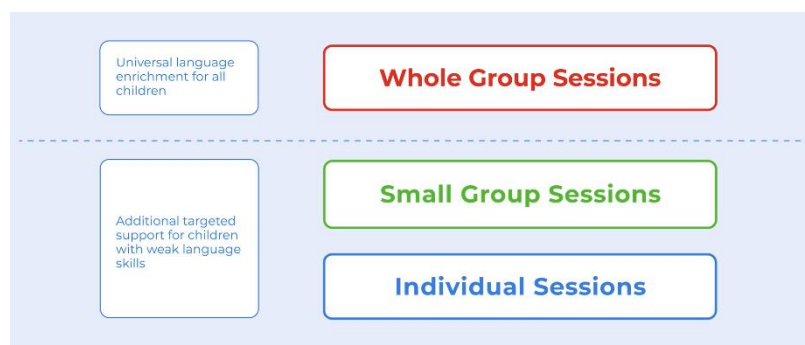 Universal language
enrichment for all
children
Whole Group Sessions
Additional targeted
support for children
with weak language
skills
Small Group Sessions
Individual Sessions